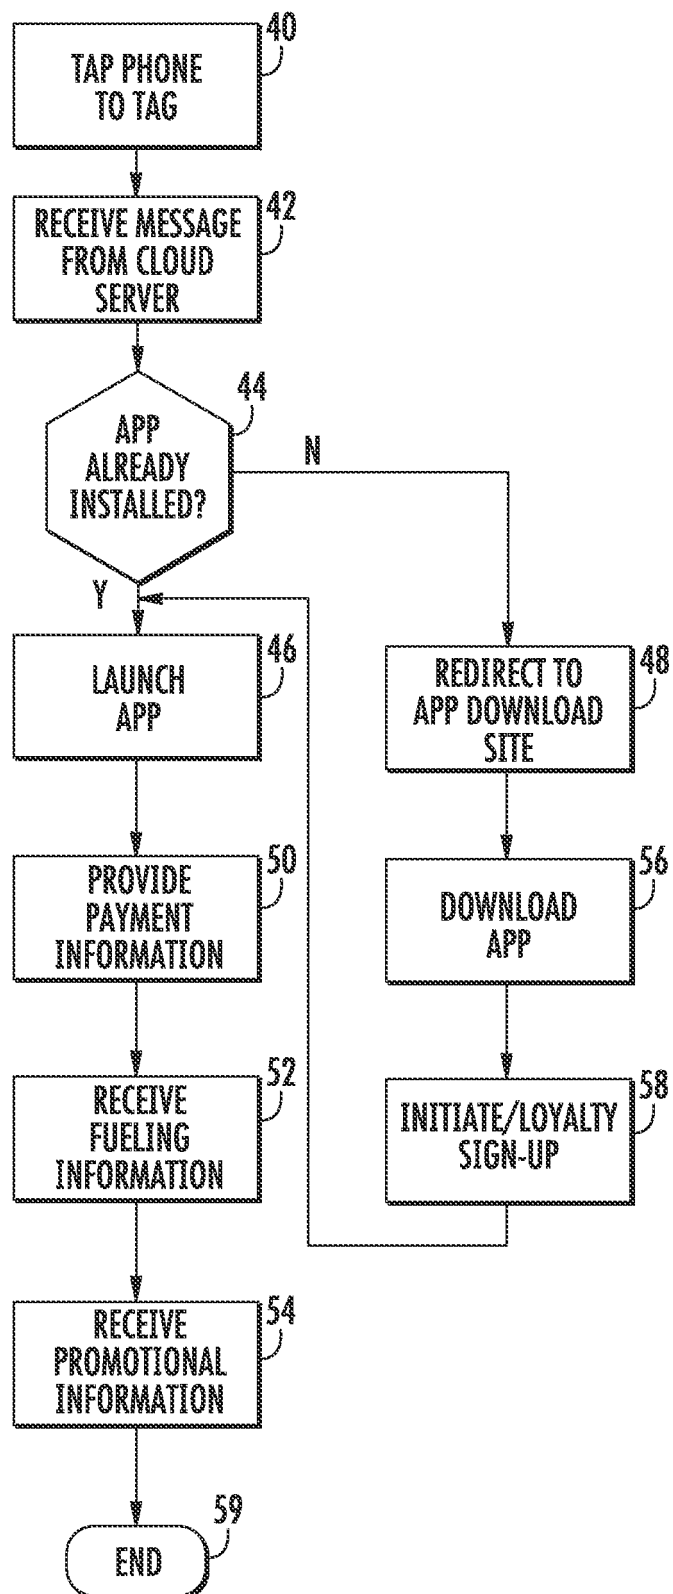 40
TAP PHONE
TO TAG
42
RECEIVE MESSAGE
FROM CLOUD
SERVER
44
APP
ALREADY
INSTALLED?
N
Y
46
LAUNCH
APP
48
REDIRECT TO
APP DOWNLOAD
SITE
50
PROVIDE
PAYMENT
INFORMATION
56
DOWNLOAD
APP
52
RECEIVE
FUELING
INFORMATION
58
INITIATE/LOYALTY
SIGN-UP
54
RECEIVE
PROMOTIONAL
INFORMATION
59
END